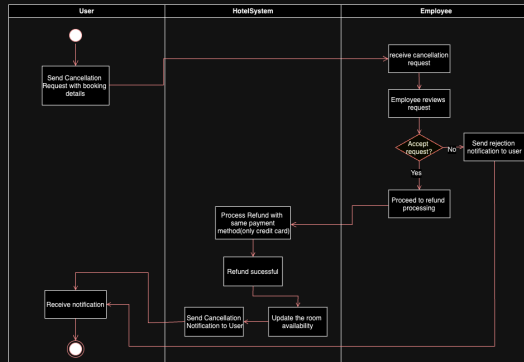 User
HotelSystem
Employee
Send Cancellation
Request with booking
details
receive cancellation
request
Employee reviews
request
Accept
request?
No
Send rejection
notification to user
Yes
Proceed to refund
processing
Process Refund with
same payment
method(only credit card)
Refund sucessful
Receive notification
Send Cancellation
Notification to User
Update the room
availability